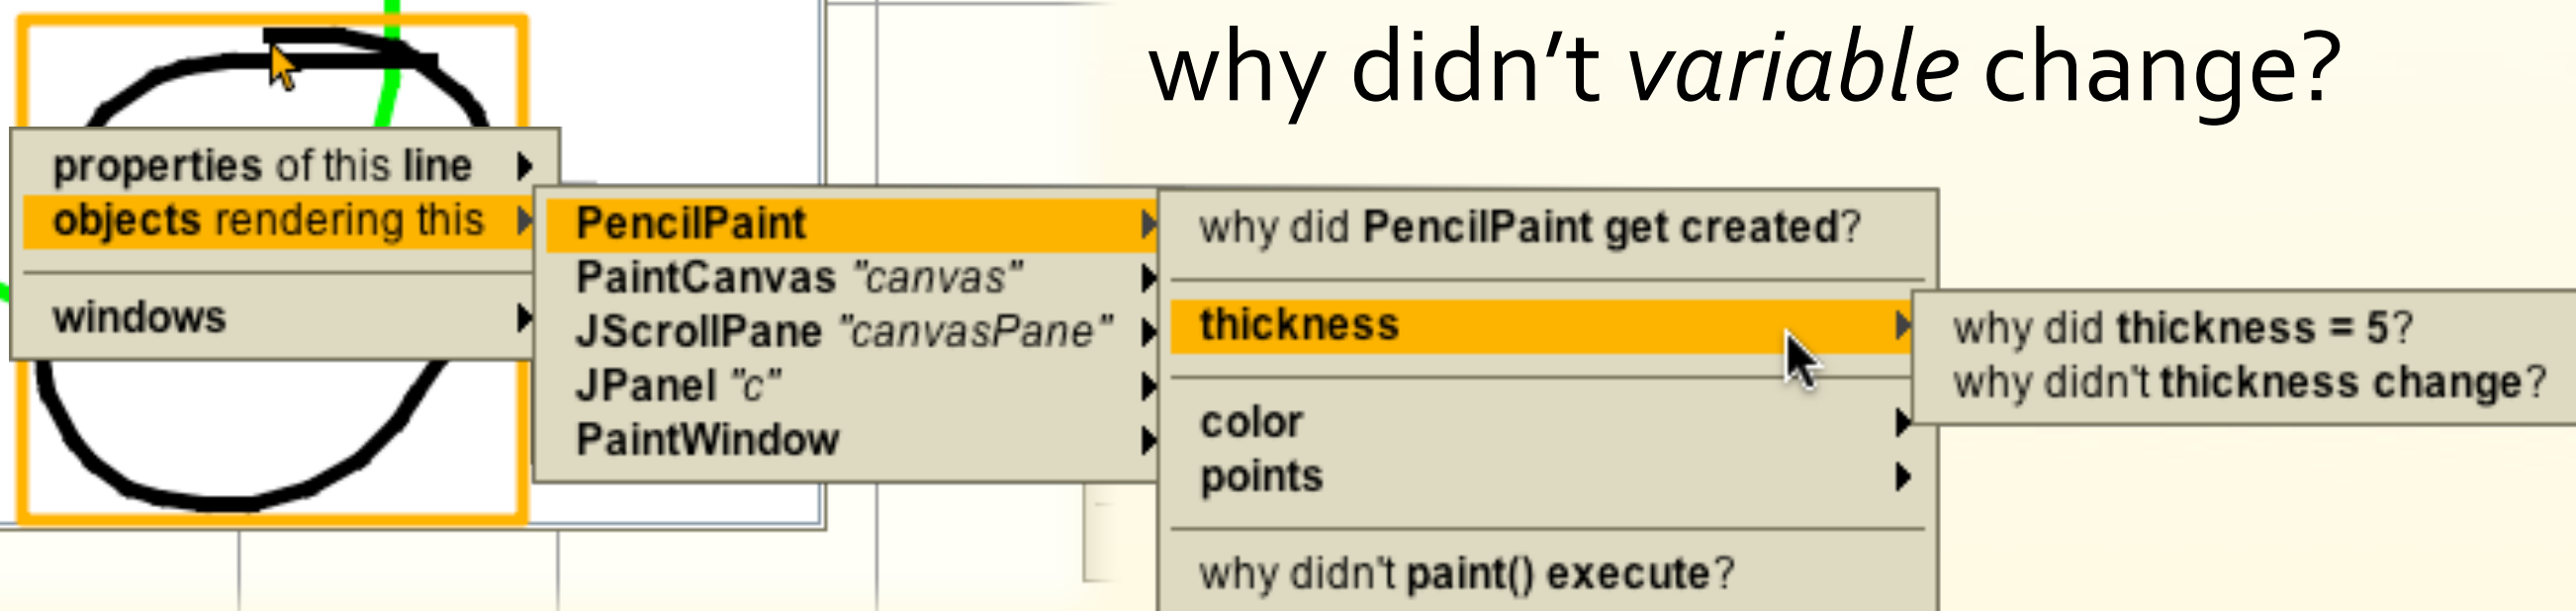 why didn't variable change?
properties of this line
objects rendering this
windows
PencilPaint
PaintCanvas "canvas"
JScrollPane "canvasPane"
JPanel "c"
PaintWindow
why did PencilPaint get created?
thickness
color
points
why didn't paint() execute?
why did thickness = 5?
why didn't thickness change?